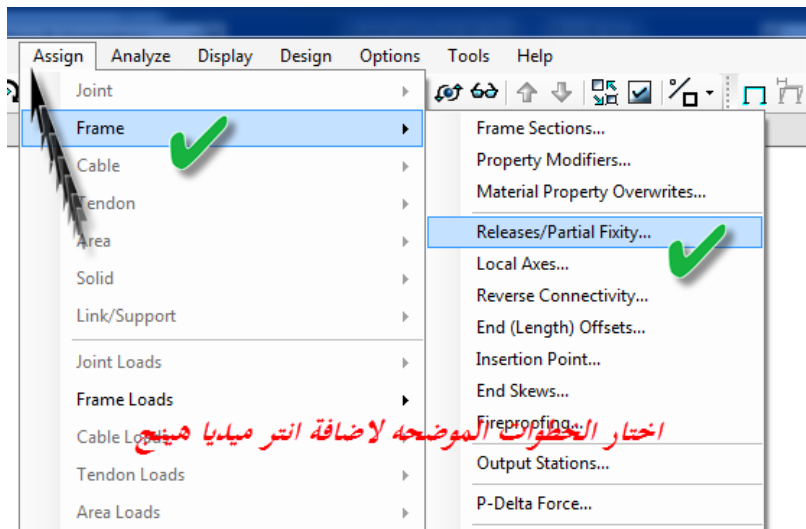 Assign Analyze Display Design Options Tools Help
Joint
Frame
Cable
Tendon
Area
Solid
Link/Support
Joint Loads
Frame Loads
Cable Loads
Tendon Loads
Area Loads
Frame Sections...
Property Modifiers...
Material Property Overwrites...
Releases/Partial Fixity...
Local Axes...
Reverse Connectivity...
End (Length) Offsets...
Insertion Point...
End Skews...
Fireproofing...
Output Stations...
P-Delta Force...
اختار الخطوات الموضحه لاضافة انتر ميديا هينج